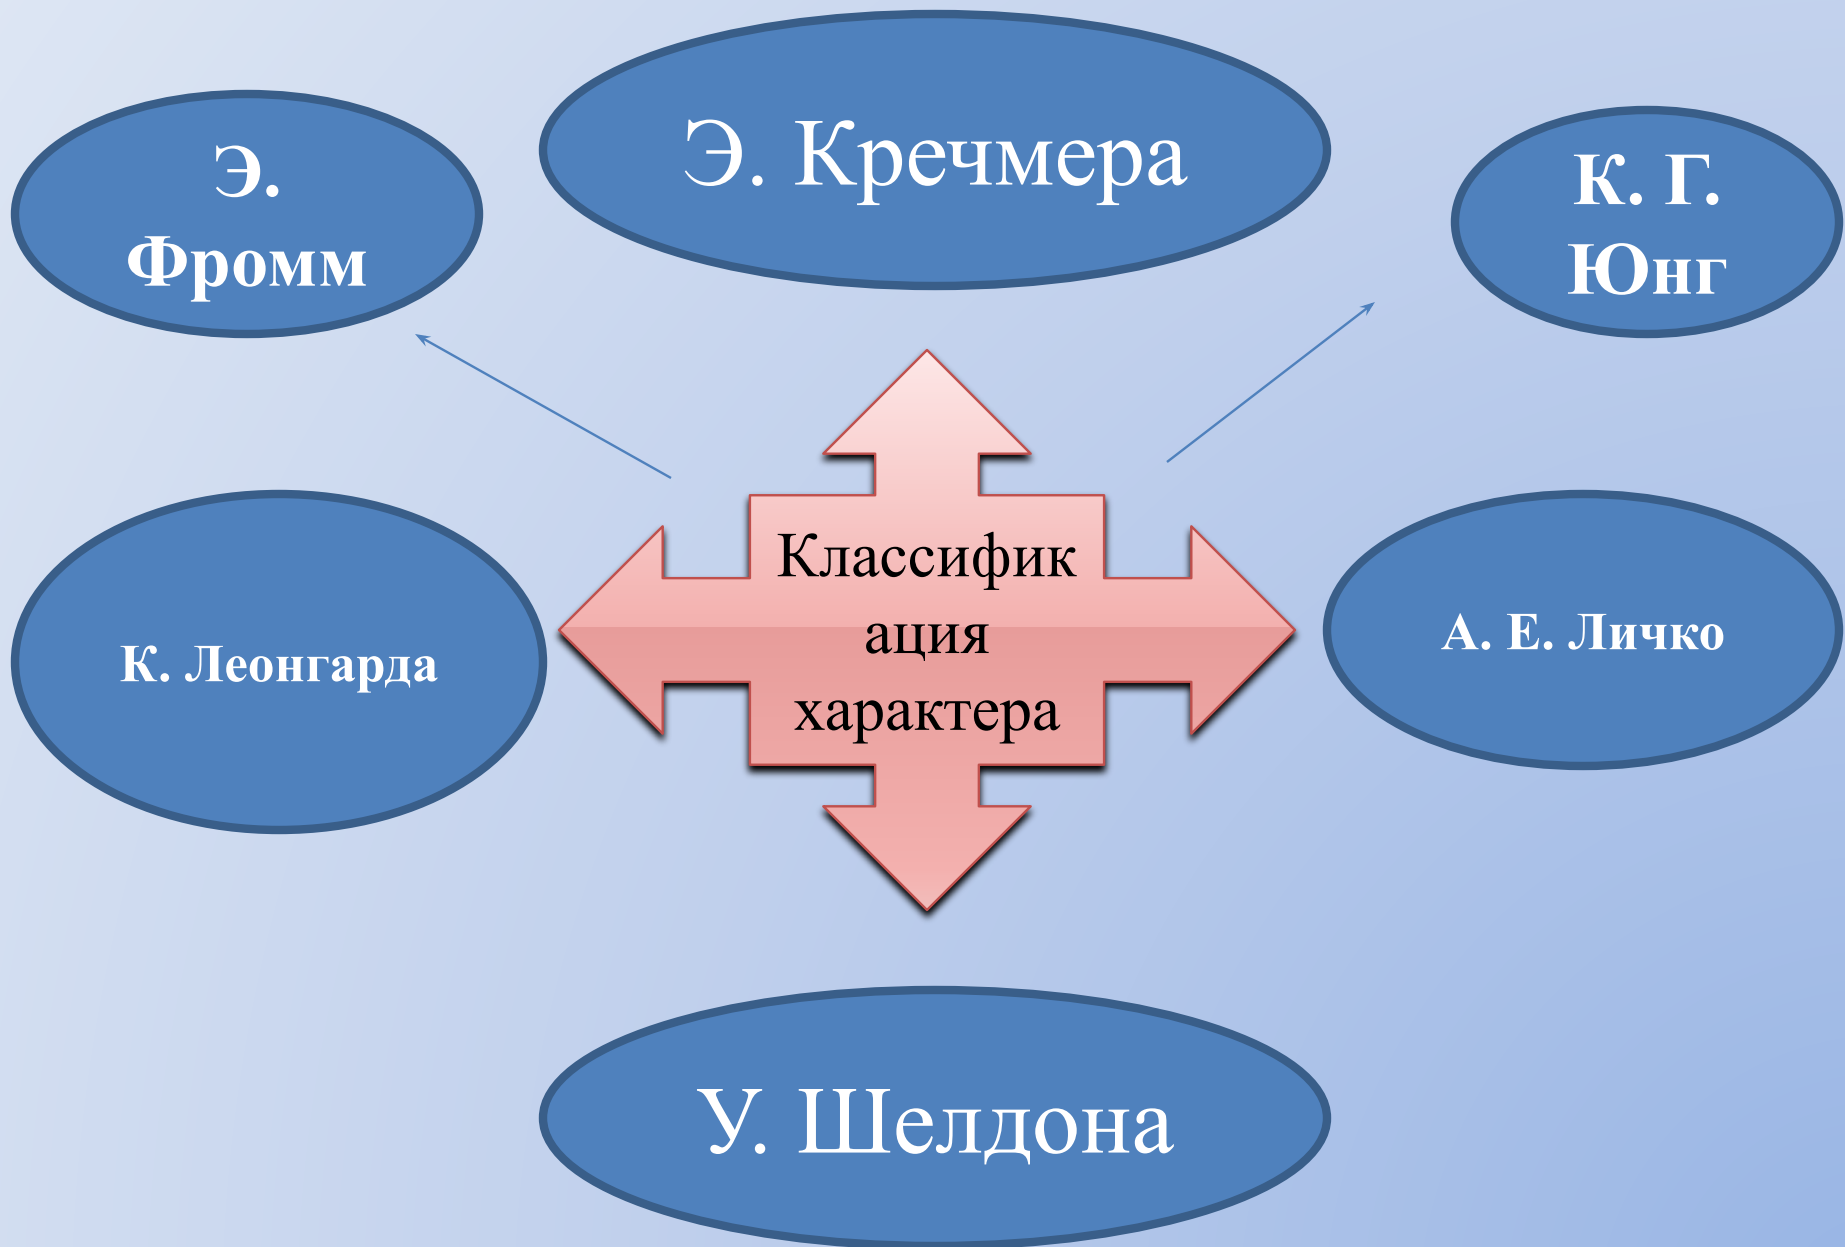 Э. Кречмера
Э.
Фромм
К. Г.
Юнг
Классифик
ация
характера
К. Леонгарда
А. Е. Личко
У. Шелдона